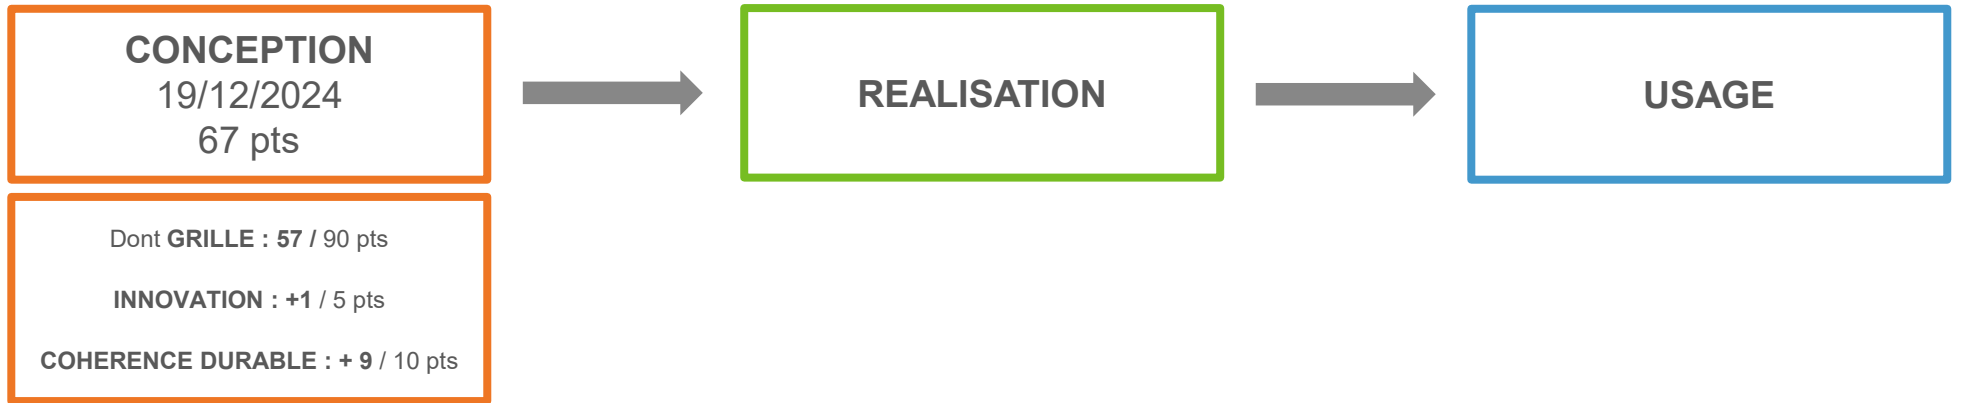 CONCEPTION
19/12/2024
67 pts
REALISATION
USAGE
Dont GRILLE : 57 / 90 pts
INNOVATION : +1 / 5 pts
COHERENCE DURABLE : + 9 / 10 pts